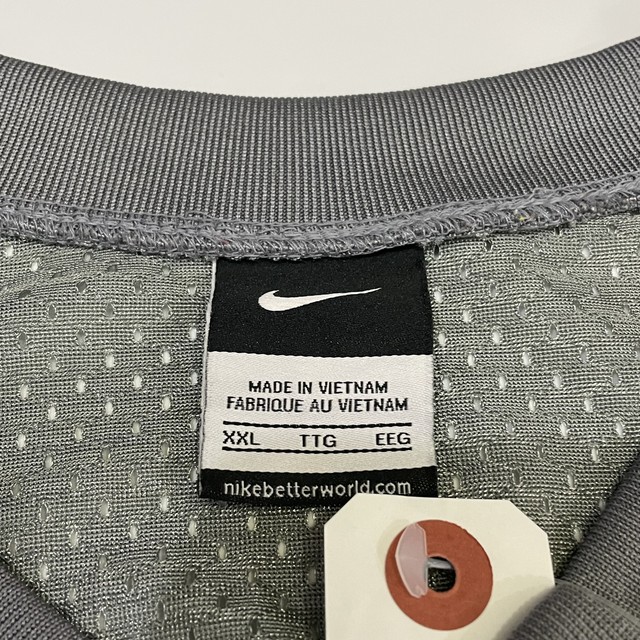 MADE IN VIETNAM
FABRIQUE AU VIETNAM
XXL TTG EEG
nikebetterworld.com